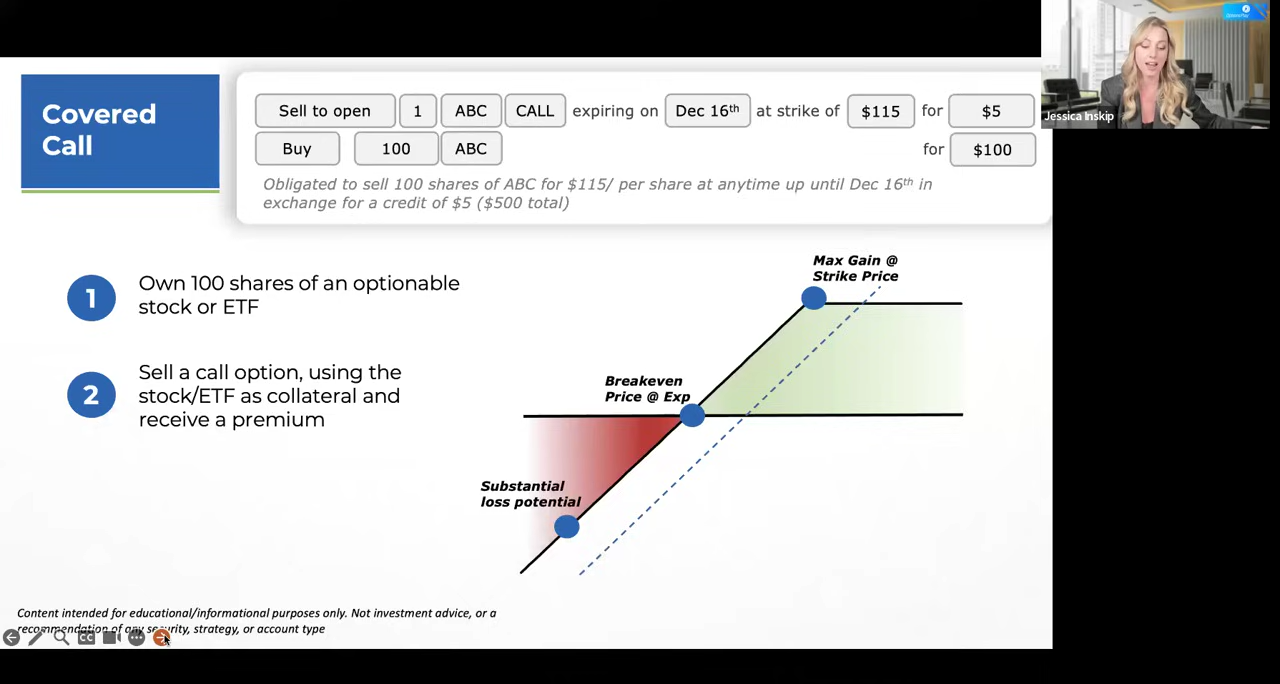 Covered
Call
Sell to open 1 ABC CALL expiring on Dec 16th at strike of $115 for $5
Buy 100 ABC for $100
Obligated to sell 100 shares of ABC for $115/ per share at anytime up until Dec 16th in
exchange for a credit of $5 ($500 total)
Jessica Inskip
1 Own 100 shares of an optionable
stock or ETF
2 Sell a call option, using the
stock/ETF as collateral and
receive a premium
Max Gain @
Strike Price
Breakeven
Price @ Exp
Substantial
loss potential
Content intended for educational/informational purposes only. Not investment advice, or a
recommendation of any security, strategy, or account type
CC